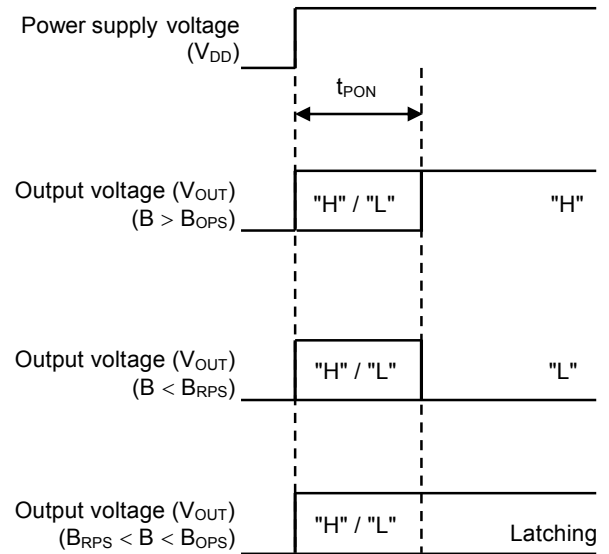 Power supply voltage
(VDD)
tPON
Output voltage (VOUT)
(B > BOPS)
"H" / "L"
"H"
Output voltage (VOUT)
(B < BRPS)
"H" / "L"
"L"
Output voltage (VOUT)
(BRPS < B < BOPS)
"H" / "L"
Latching